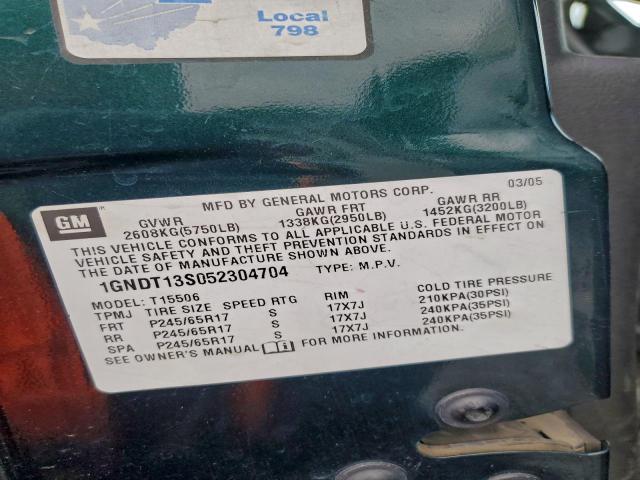 Local
798
GM
MFD BY GENERAL MOTORS CORP. 03/05
GVWR GAWR FRT GAWR RR
2608KG(5750LB) 1338KG(2950LB) 1452KG(3200LB)
THIS VEHICLE CONFORMS TO ALL APPLICABLE U.S. FEDERAL MOTOR
VEHICLE SAFETY AND THEFT PREVENTION STANDARDS IN EFFECT ON
THE DATE OF MANUFACTURE SHOWN ABOVE.
1GNDT13S052304704 TYPE: M.P.V
MODEL: T15506
TPMJ TIRE SIZE SPEED RTG RIM COLD TIRE PRESSURE
FRT P245/65R17 S 17X7J 210KPA(30PSI)
RR P245/65R17 S 17X7J 240KPA(35PSI)
SPA P245/65R17 S 17X7J 240KPA(35PSI)
SEE OWNER'S MANUAL FOR MORE INFORMATION.